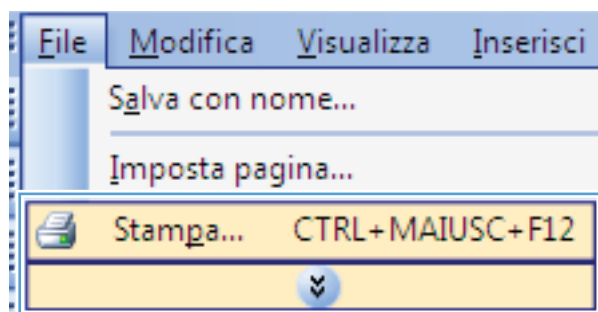 File Modifica Visualizza Inserisci
Salva con nome...
Imposta pagina...
Stampa... CTRL+MAIUSC+F12